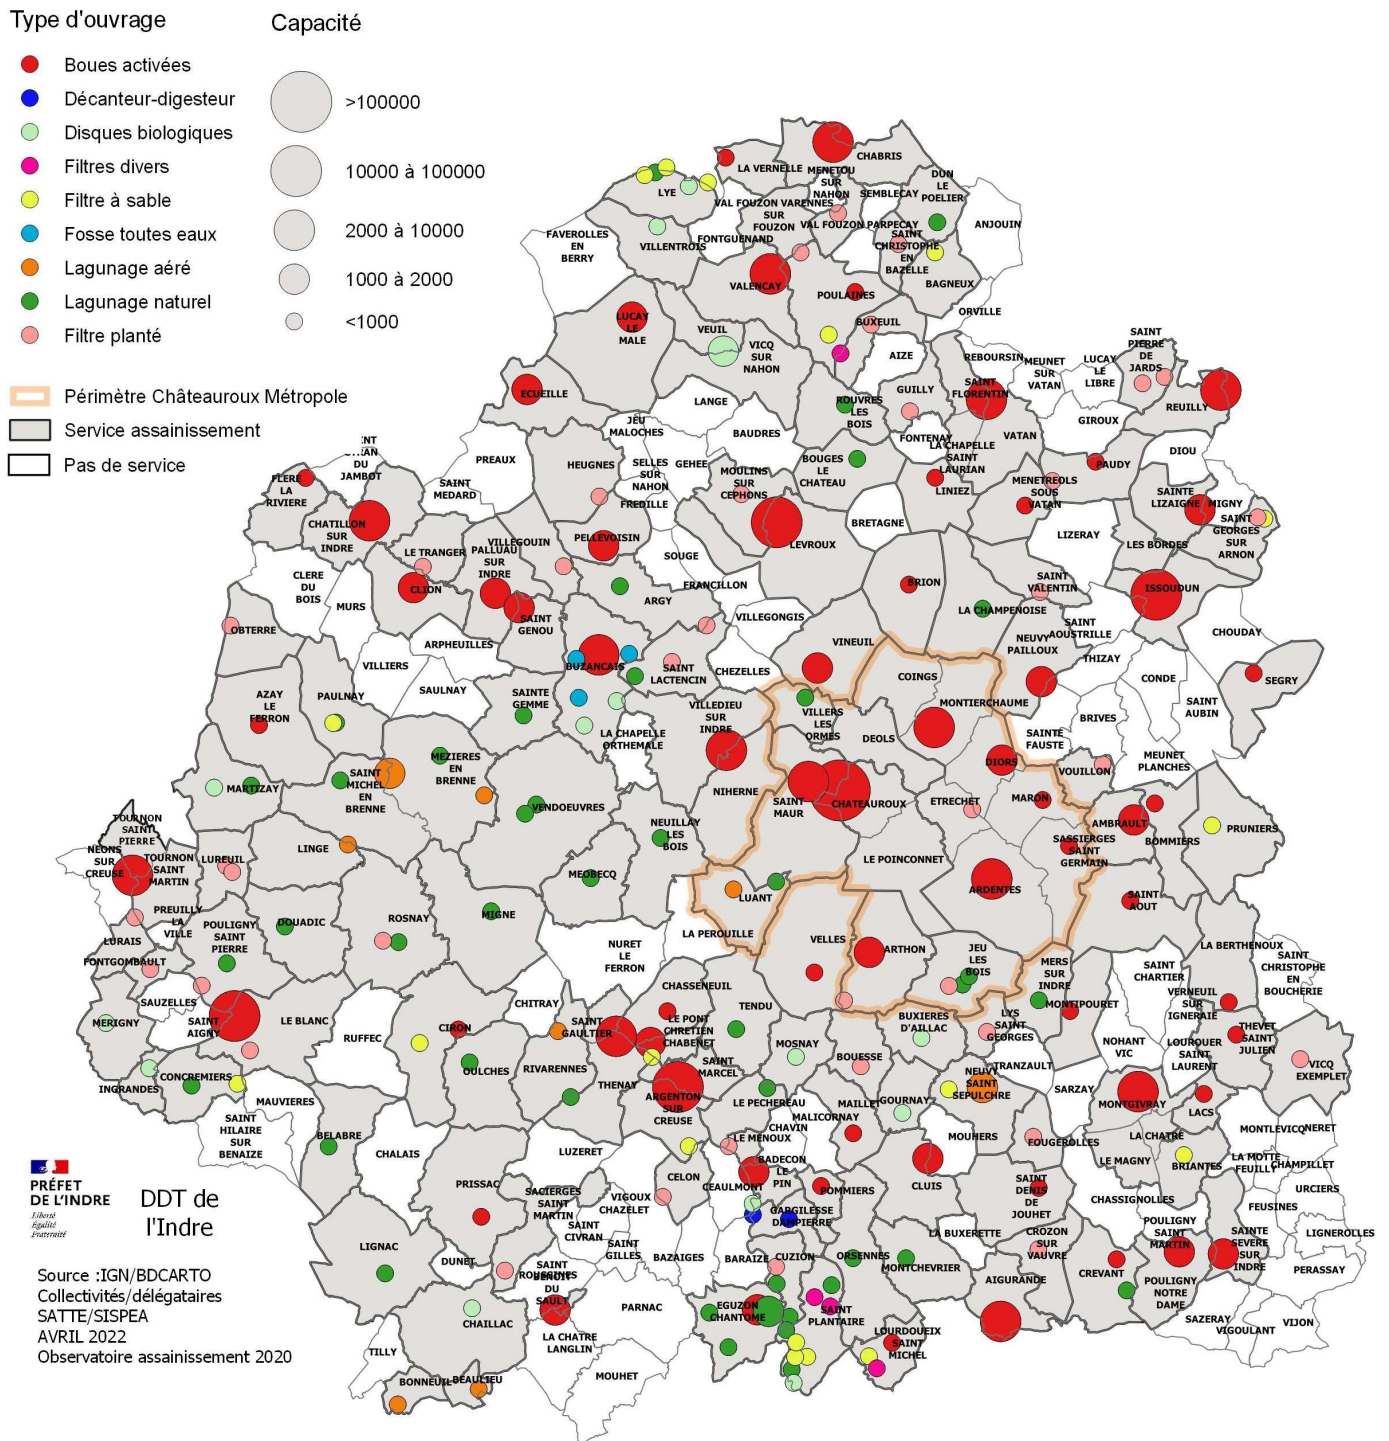 Type d'ouvrage
Boues activées
Décanteur-digesteur
Disques biologiques
Filtres divers
Filtre à sable
Fosse toutes eaux
Lagunage aéré
Lagunage naturel
Filtre planté
Capacité
>100000
10000 à 100000
2000 à 10000
1000 à 2000
<1000
Périmètre Châteauroux Métropole
Service assainissement
Pas de service
CHABRIS
LA VERNELLE
MENETOU
SUR
NAHON
DUN
LE
POELIER
SEMBLECAY
LYE
VAL FOUZON
VARENNES
SUR
FOUZON
VAL FOUZON
PARPECAY
ANJOUIN
FAVEROLLES
EN
BERRY
VILLENTROIS
FONTGUENAND
SAINT
CHRISTOPHE
EN
BAZELLE
BAGNEUX
VALENCAY
POULAINES
ORVILLE
LUCAY
LE
MALE
VEUIL
VICQ
SUR
NAHON
BUXEUIL
AIZE
REBOURSIN
MEUNET
SUR
VATAN
LUCAY
LE
LIBRE
SAINT
PIERRE
DE
JARDS
ECUEILLE
LANGE
ROUVRES
LES
BOIS
GUILLY
SAINT
FLORENTIN
REUILLY
GIROUX
JEU
MALOCHES
BAUDRES
FONTENAY
VATAN
LA CHAPELLE
SAINT
LAURIAN
DIOU
NT
AN
DU
JAMBOT
PREAUX
HEUGNES
SELLES
SUR
NAHON
GEHEE
MOULINS
SUR
CEPHONS
BOUGES
LE
CHATEAU
PAUDY
FLERE
LA
RIVIERE
SAINT
MEDARD
FREDILLE
LINIEZ
MENETREOLS
SOUS
VATAN
SAINTE
LIZAIGNE
MIGNY
CHATILLON
SUR
INDRE
BRETAGNE
LIZERAY
SAINT
GEORGES
SUR
ARNON
LE TRANGER
VILLEGOUIN
PALLUAU
SUR
INDRE
PELLEVOISIN
LEVROUX
LES BORDES
SOUGE
FRANCILLON
CLERE
DU
BOIS
MURS
CLION
BRION
SAINT
VALENTIN
ISSOUDUN
ARGY
LA CHAMPENOISE
SAINT
GENOU
VILLEGONGIS
SAINT
AOUSTRILLE
OBTERRE
ARPHEUILLES
VINEUIL
NEUVY
PAILLOUX
CHOUDAY
VILLIERS
BUZANCAIS
SAINT
LACTENCIN
CHEZELLES
COINGS
THIZAY
CONDE
SEGRY
SAULNAY
AZAY
LE
FERRON
PAULNAY
SAINTE
GEMME
VILLEDIEU
SUR
INDRE
VILLERS
LES
ORMES
MONTIERCHAUME
SAINT
AUBIN
LA CHAPELLE
ORTHEMALE
DEOLS
BRIVES
SAINTE
FAUSTE
MEZIERES
EN
BRENNE
DIORS
VOUILLON
MEUNET
PLANCHES
MARTIZAY
SAINT
MICHEL
EN
BRENNE
NIHERNE
SAINT
MAUR
CHATEAUROUX
ETRECHET
MARON
VENDOEUVRES
TOURNON
SAINT
PIERRE
NEUILLAY
LES
BOIS
AMBRAULT
BOMMIERS
PRUNIERS
LINGE
SASSIERGES
SAINT
GERMAIN
NEONS
SUR
CREUSE
TOURNON
SAINT
MARTIN
LUREUIL
LE POINCONNET
MEOBECQ
ARDENTES
LUANT
SAINT
AOUT
PREUILLY
LA
VILLE
MIGNE
ROSNAY
DOUADIC
POULIGNY
SAINT
PIERRE
LURAIS
LA PEROUILLE
VELLES
ARTHON
NURET
LE
FERRON
JEU
LES
BOIS
LA BERTHENOUX
FONTGOMBAULT
MERS
SUR
INDRE
SAINT
CHARTIER
SAINT
CHRISTOPHE
EN
BOUCHERIE
CHASSENEUIL
SAUZELLES
CHITRAY
MONTIPOURET
VERNEUIL
SUR
IGNERAIE
MERIGNY
SAINT
AIGNY
LE BLANC
TENDU
CIRON
SAINT
GAULTIER
LE PONT
CHRETIEN
CHABENET
BUXIERES
D'AILLAC
LYS
SAINT
GEORGES
THEVET
SAINT
JULIEN
RUFFEC
MOSNAY
NOHANT
VIC
LOUROUER
SAINT
LAURENT
BOUESSE
TRANZAULT
VICQ
EXEMPLET
OULCHES
RIVARENNES
SAINT
MARCEL
INGRANDES
CONCREMIERS
THENAY
NEUVY
SAINT
SEPULCHRE
SARZAY
MAUVIERES
ARGENTON
SUR
CREUSE
LE PECHEREAU
MAILLET
GOURNAY
MONTGIVRAY
LACS
SAINT
HILAIRE
SUR
BENAIZE
MALICORNAY
CHAVIN
BELABRE
LE MENOUX
MOUHERS
FOUGEROLLES
LA CHATRE
MONTLEVICQ
NERET
CHALAIS
LUZERET
BADECON
LE
PIN
LE MAGNY
BRIANTES
LA MOTTE
FEUILLY
CHAMPILLET
CELON
CEAULMONT
PRISSAC
SACIERGES
SAINT
MARTIN
VIGOUX
CHAZELET
POMMIERS
CLUIS
SAINT
DENIS
DE
JOUHET
URCIERS
CHASSIGNOLLES
FEUSINES
GARGILESSE
DAMPIERRE
SAINT
CIVRAN
POULIGNY
SAINT
MARTIN
LA BUXERETTE
CROZON
SUR
VAUVRE
SAINTE
SEVERE
SUR
INDRE
LIGNEROLLES
LIGNAC
SAINT
GILLES
BAZAIGES
BARAIZE
CUZION
ORSENNES
MONTCHEVRIER
DUNET
ROUSSINES
SAINT
BENOIT
DU
SAULT
PERASSAY
AIGURANDE
CREVANT
POULIGNY
NOTRE
DAME
PARNAC
EGUZON
CHANTOME
SAINT
PLANTAIRE
CHAILLAC
SAZERAY
VIGOULANT
VIJON
LA CHATRE
LANGLIN
LOURDOUEIX
SAINT
MICHEL
TILLY
MOUHET
BONNEUIL
BEAULIEU
PRÉFET
DE L'INDRE
Liberté
Égalité
Fraternité
DDT de
l'Indre
Source :IGN/BDCARTO
Collectivités/délégataires
SATTE/SISPEA
AVRIL 2022
Observatoire assainissement 2020